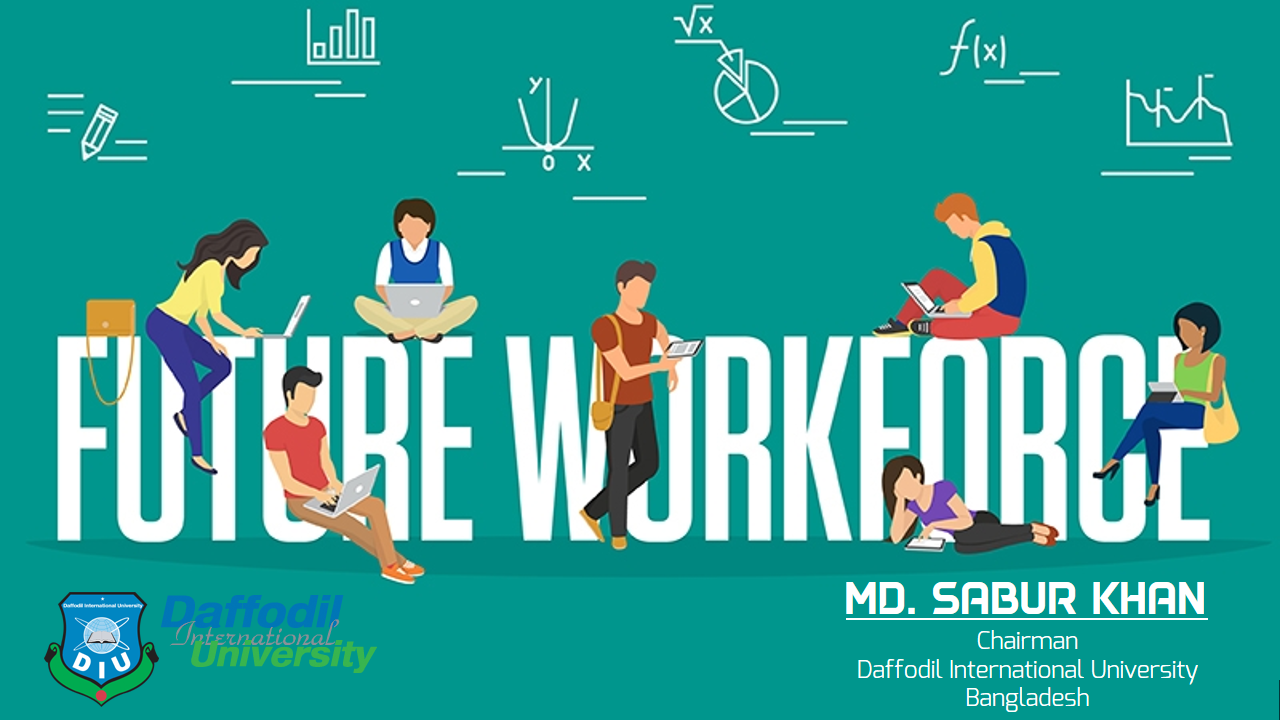 √x
f(x)
y
0 x
FUTURE WORKFORCE
Daffodil International University
DIU
Daffodil
International
University
MD. SABUR KHAN
Chairman
Daffodil International University
Bangladesh